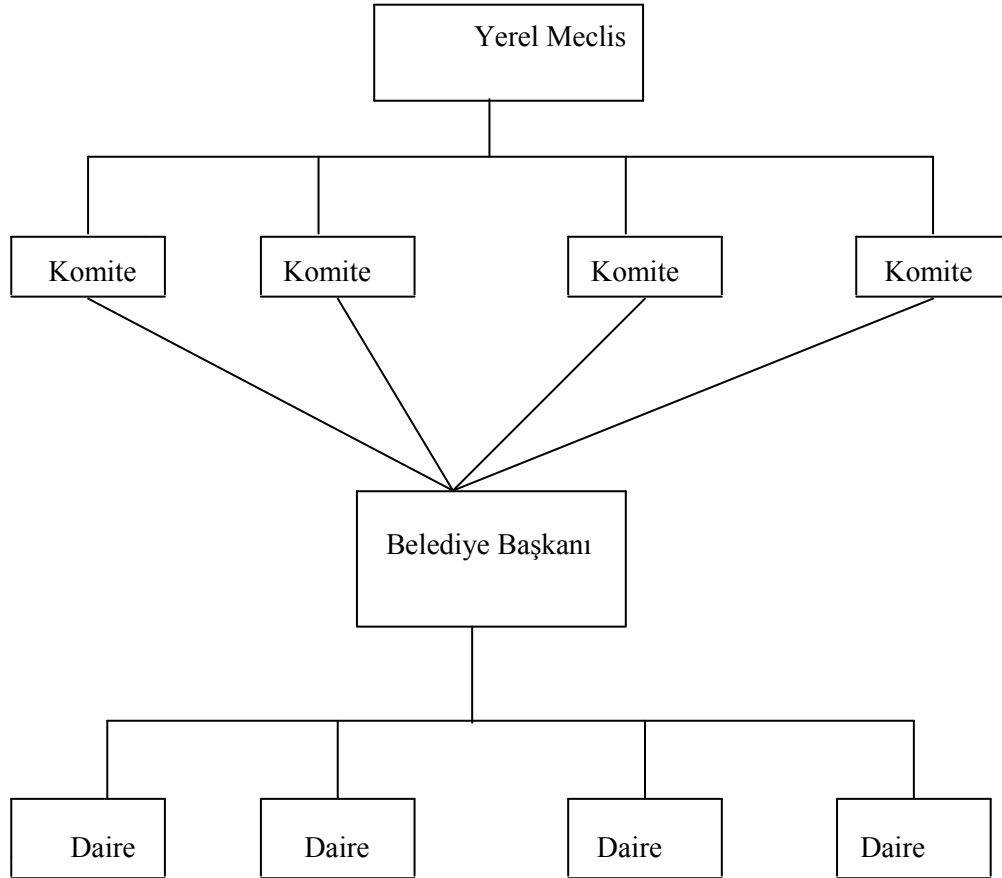 Yerel Meclis
Komite
Komite
Komite
Komite
Belediye Başkanı
Daire
Daire
Daire
Daire